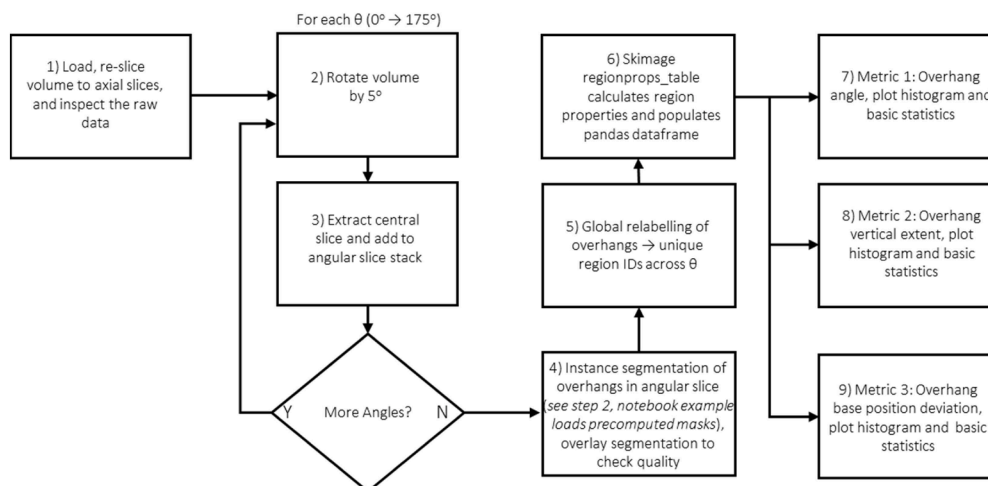 For each θ (0° → 175°)
1) Load, re-slice
volume to axial slices,
and inspect the raw
data
2) Rotate volume
by 5°
3) Extract central
slice and add to
angular slice stack
More Angles?
Y
N
4) Instance segmentation of
overhangs in angular slice
(see step 2, notebook example
loads precomputed masks),
overlay segmentation to
check quality
5) Global relabelling of
overhangs → unique
region IDs across θ
6) Skimage
regionprops_table
calculates region
properties and populates
pandas dataframe
7) Metric 1: Overhang
angle, plot histogram and
basic statistics
8) Metric 2: Overhang
vertical extent, plot
histogram and basic
statistics
9) Metric 3: Overhang
base position deviation,
plot histogram and basic
statistics